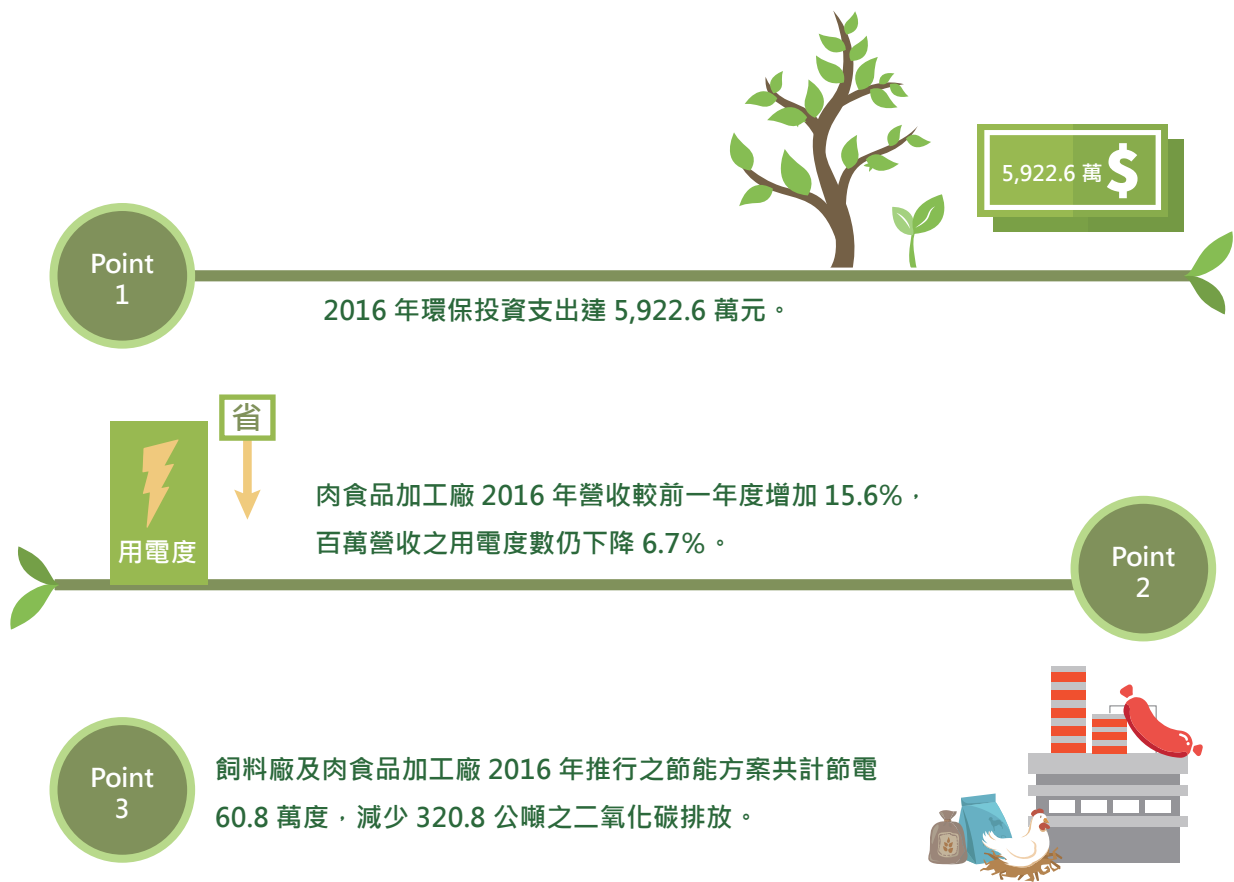 5,922.6 萬 $
Point
1
2016 年環保投資支出達 5,922.6 萬元。
省
用電度
肉食品加工廠 2016 年營收較前一年度增加 15.6%，
百萬營收之用電度數仍下降 6.7%。
Point
2
Point
3
飼料廠及肉食品加工廠 2016 年推行之節能方案共計節電
60.8 萬度，減少 320.8 公噸之二氧化碳排放。